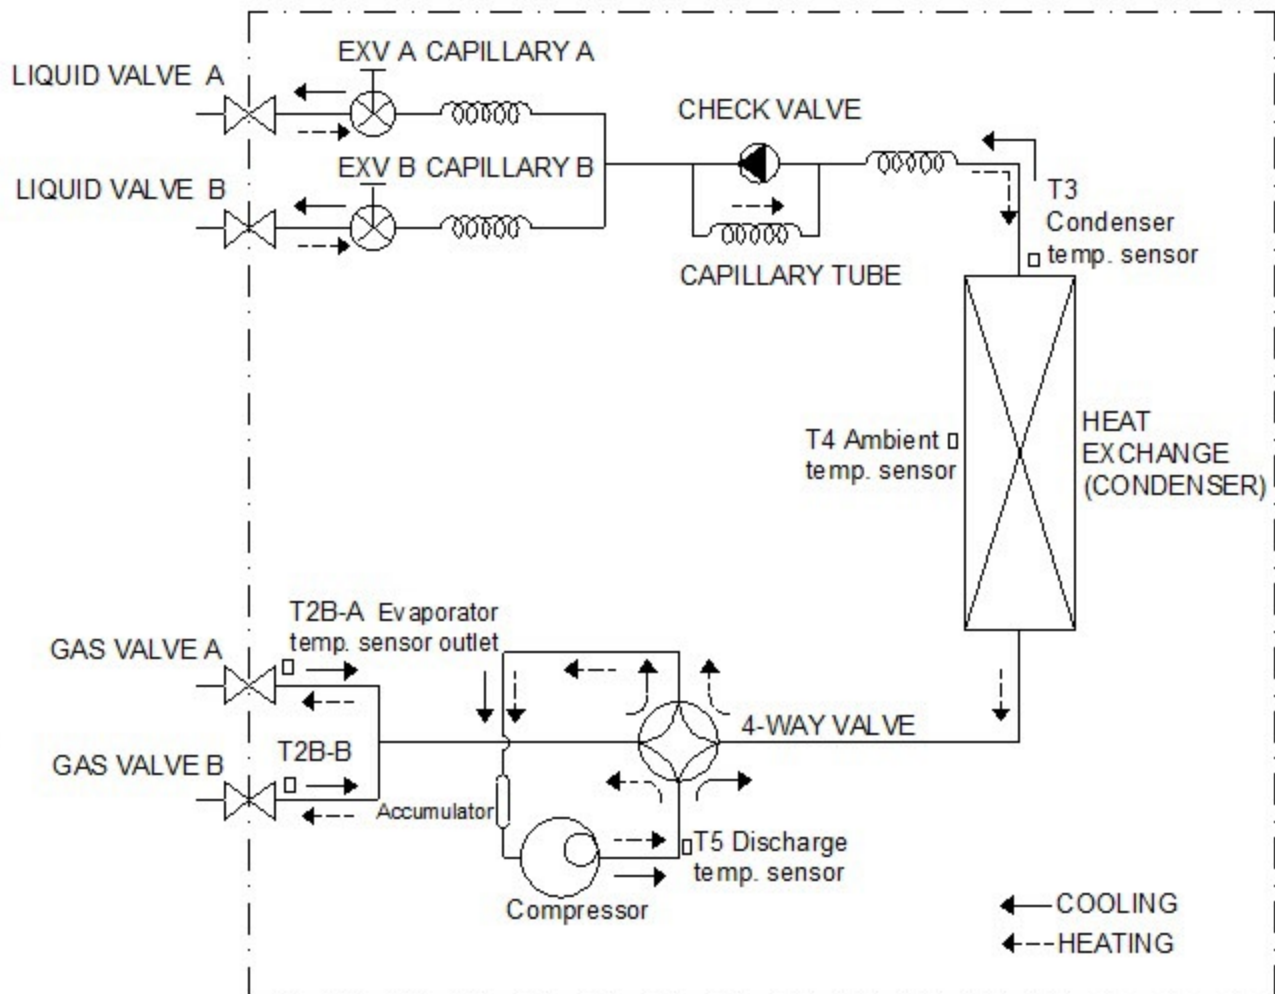 EXV A CAPILLARY A
LIQUID VALVE A
CHECK VALVE
EXV B CAPILLARY B
LIQUID VALVE B
T3
Condenser
temp. sensor
CAPILLARY TUBE
T4 Ambient
temp. sensor
HEAT
EXCHANGE
(CONDENSER)
T2B-A Evaporator
temp. sensor outlet
GAS VALVE A
4-WAY VALVE
T2B-B
GAS VALVE B
Accumulator
T5 Discharge
temp. sensor
Compressor
COOLING
HEATING